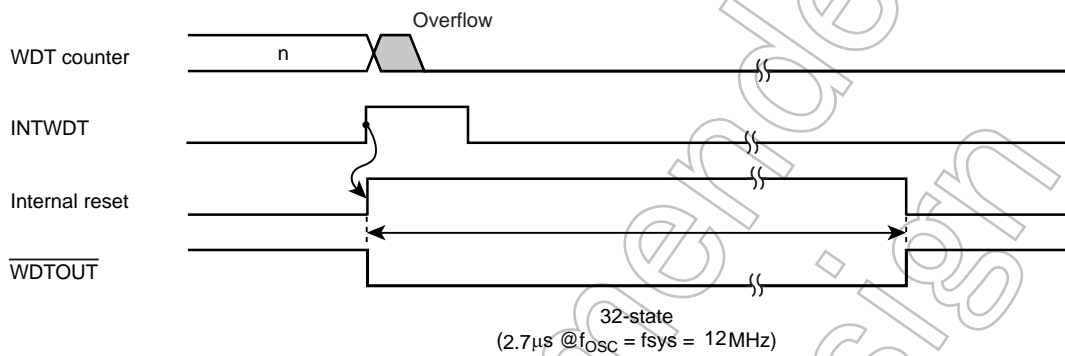 Overflow
WDT counter
n
INTWDT
Internal reset
WDTOUT
32-state
(2.7µs @fOSC = fsys = 12MHz)